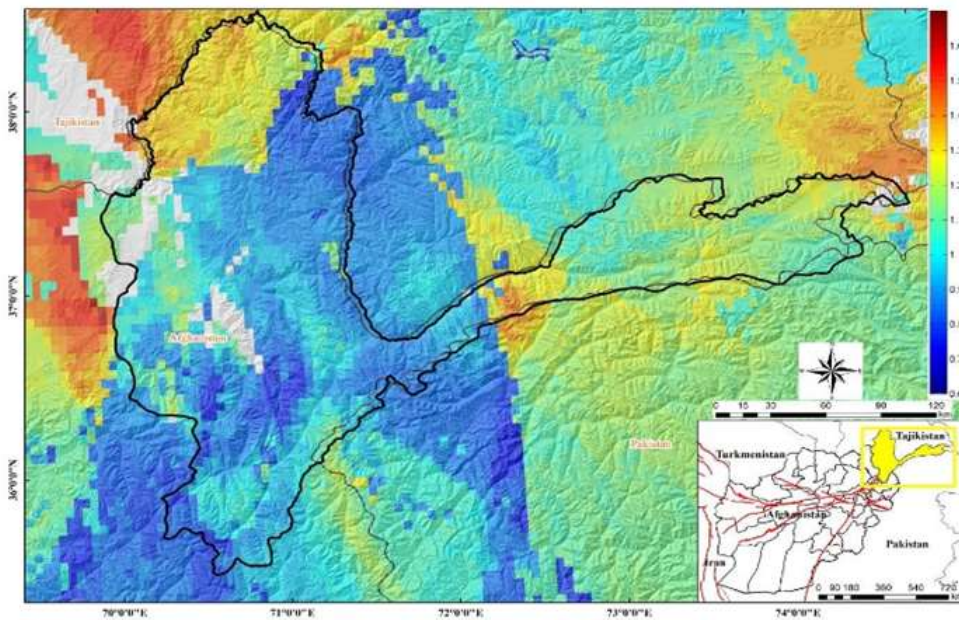 38°0'0"N
37°0'0"N
36°0'0"N
Tajikistan
Afghanistan
Pakistan
70°0'0"E
71°0'0"E
72°0'0"E
73°0'0"E
74°0'0"E
0 15 30 60 90 120
km
Tajikistan
Turkmenistan
Afghanistan
Pakistan
Iran
0 90 180 360 540 720